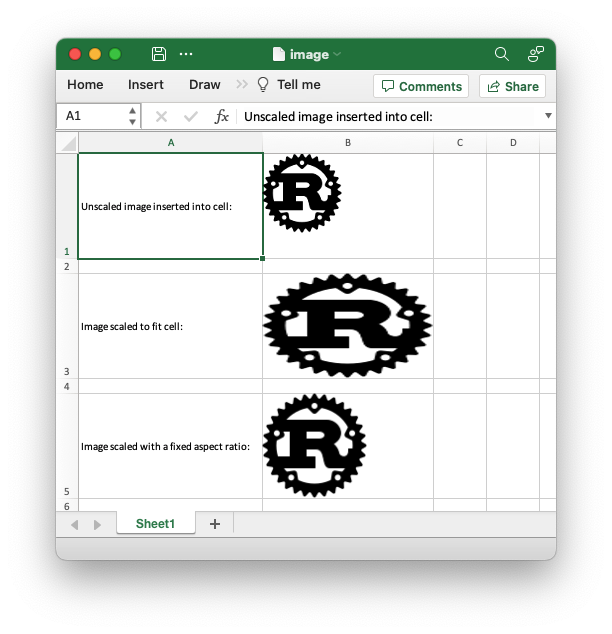 image
Home Insert Draw Tell me Comments Share
A1 fx Unscaled image inserted into cell:
A B C D
1 Unscaled image inserted into cell: R
2
3 Image scaled to fit cell: R
4
5 Image scaled with a fixed aspect ratio: R
6
Sheet1